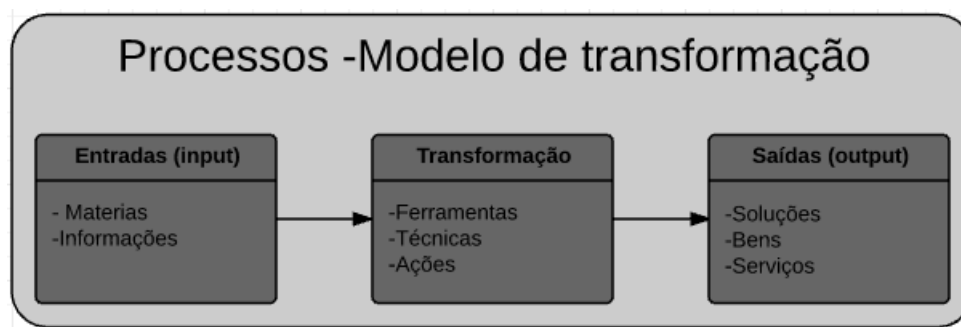 Processos -Modelo de transformação
Entradas (input)
- Materias
-Informações
Transformação
-Ferramentas
-Técnicas
-Ações
Saídas (output)
-Soluções
-Bens
-Serviços